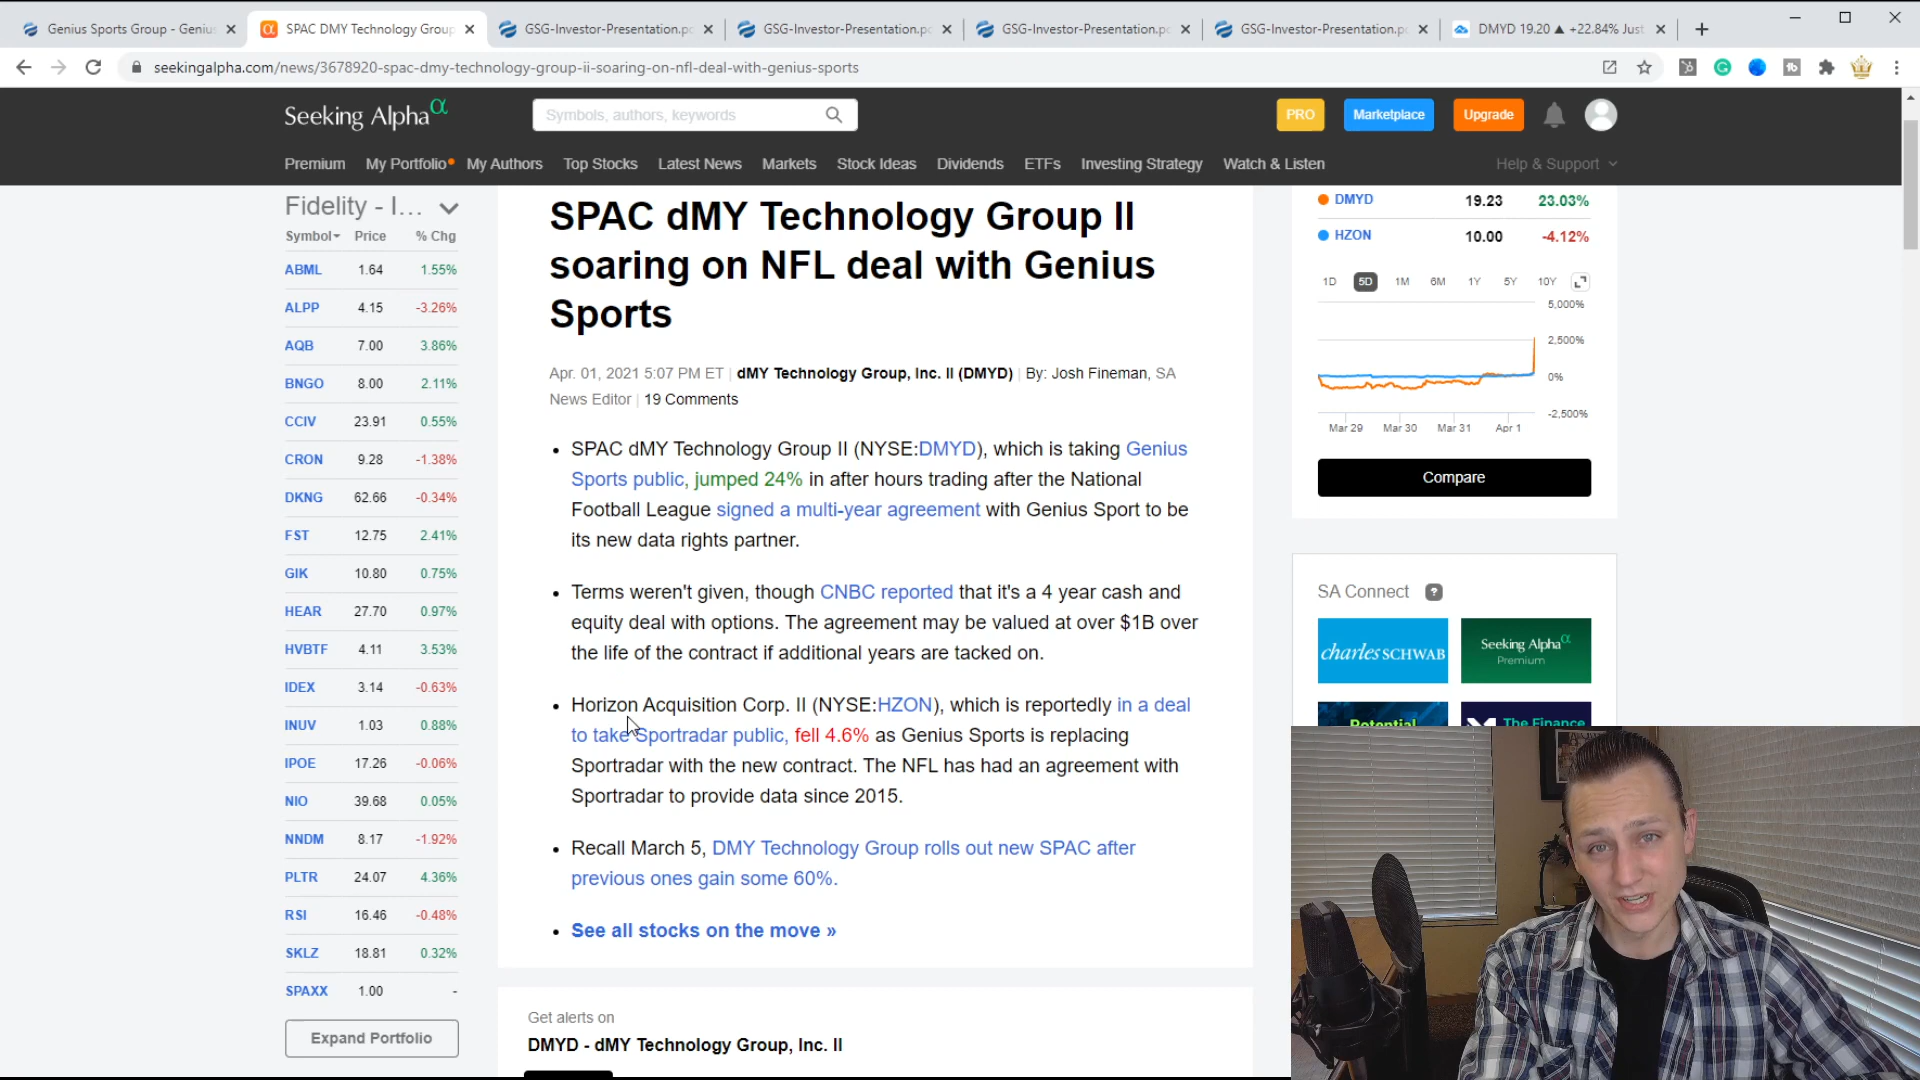 Genius Sports Group - Geniu
SPAC DMY Technology Group
GSG-Investor-Presentation.pc
GSG-Investor-Presentation.pc
GSG-Investor-Presentation.pc
GSG-Investor-Presentation.pc
DMYD 19.20 ▲ +22.84% Just
seekingalpha.com/news/3678920-spac-dmy-technology-group-ii-soaring-on-nfl-deal-with-genius-sports
Seeking Alpha α
Symbols, authors, keywords
PRO
Marketplace
Upgrade
Premium My Portfolio My Authors Top Stocks Latest News Markets Stock Ideas Dividends ETFs Investing Strategy Watch & Listen
Help & Support
Fidelity - I...
Symbol Price % Chg
ABML 1.64 1.55%
ALPP 4.15 -3.26%
AQB 7.00 3.86%
BNGO 8.00 2.11%
CCIV 23.91 0.55%
CRON 9.28 -1.38%
DKNG 62.66 -0.34%
FST 12.75 2.41%
GIK 10.80 0.75%
HEAR 27.70 0.97%
HVBTF 4.11 3.53%
IDEX 3.14 -0.63%
INUV 1.03 0.88%
IPOE 17.26 -0.06%
NIO 39.68 0.05%
NNDM 8.17 -1.92%
PLTR 24.07 4.36%
RSI 16.46 -0.48%
SKLZ 18.81 0.32%
SPAXX 1.00 -
Expand Portfolio
SPAC dMY Technology Group II
soaring on NFL deal with Genius
Sports
Apr. 01, 2021 5:07 PM ET | dMY Technology Group, Inc. II (DMYD) | By: Josh Fineman, SA
News Editor | 19 Comments
• SPAC dMY Technology Group II (NYSE:DMYD), which is taking Genius
Sports public, jumped 24% in after hours trading after the National
Football League signed a multi-year agreement with Genius Sport to be
its new data rights partner.
• Terms weren't given, though CNBC reported that it's a 4 year cash and
equity deal with options. The agreement may be valued at over $1B over
the life of the contract if additional years are tacked on.
• Horizon Acquisition Corp. II (NYSE:HZON), which is reportedly in a deal
to take Sportradar public, fell 4.6% as Genius Sports is replacing
Sportradar with the new contract. The NFL has had an agreement with
Sportradar to provide data since 2015.
• Recall March 5, DMY Technology Group rolls out new SPAC after
previous ones gain some 60%.
• See all stocks on the move »
Get alerts on
DMYD - dMY Technology Group, Inc. II
DMYD 19.23 23.03%
HZON 10.00 -4.12%
1D 5D 1M 6M 1Y 5Y 10Y
5,000%
2,500%
0%
-2,500%
Mar 29 Mar 30 Mar 31 Apr 1
Compare
SA Connect ?
charles SCHWAB
Seeking Alpha α
Premium
Potential
The Finance